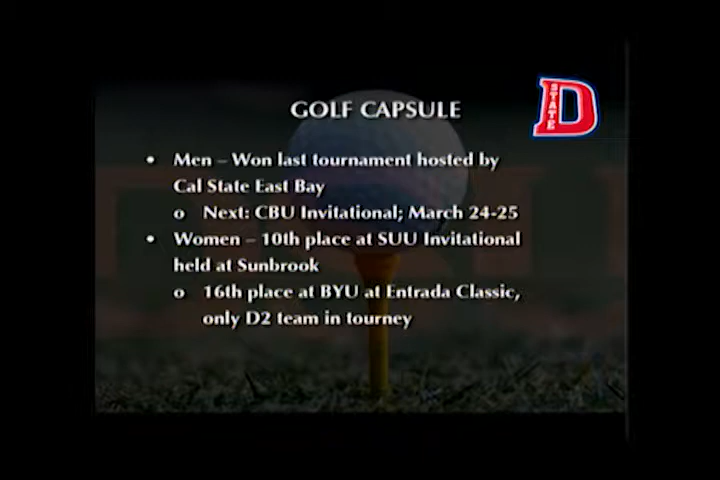 GOLF CAPSULE
D
STATE
• Men – Won last tournament hosted by
Cal State East Bay
o Next: CBU Invitational; March 24-25
• Women – 10th place at SUU Invitational
held at Sunbrook
o 16th place at BYU at Entrada Classic,
only D2 team in tourney